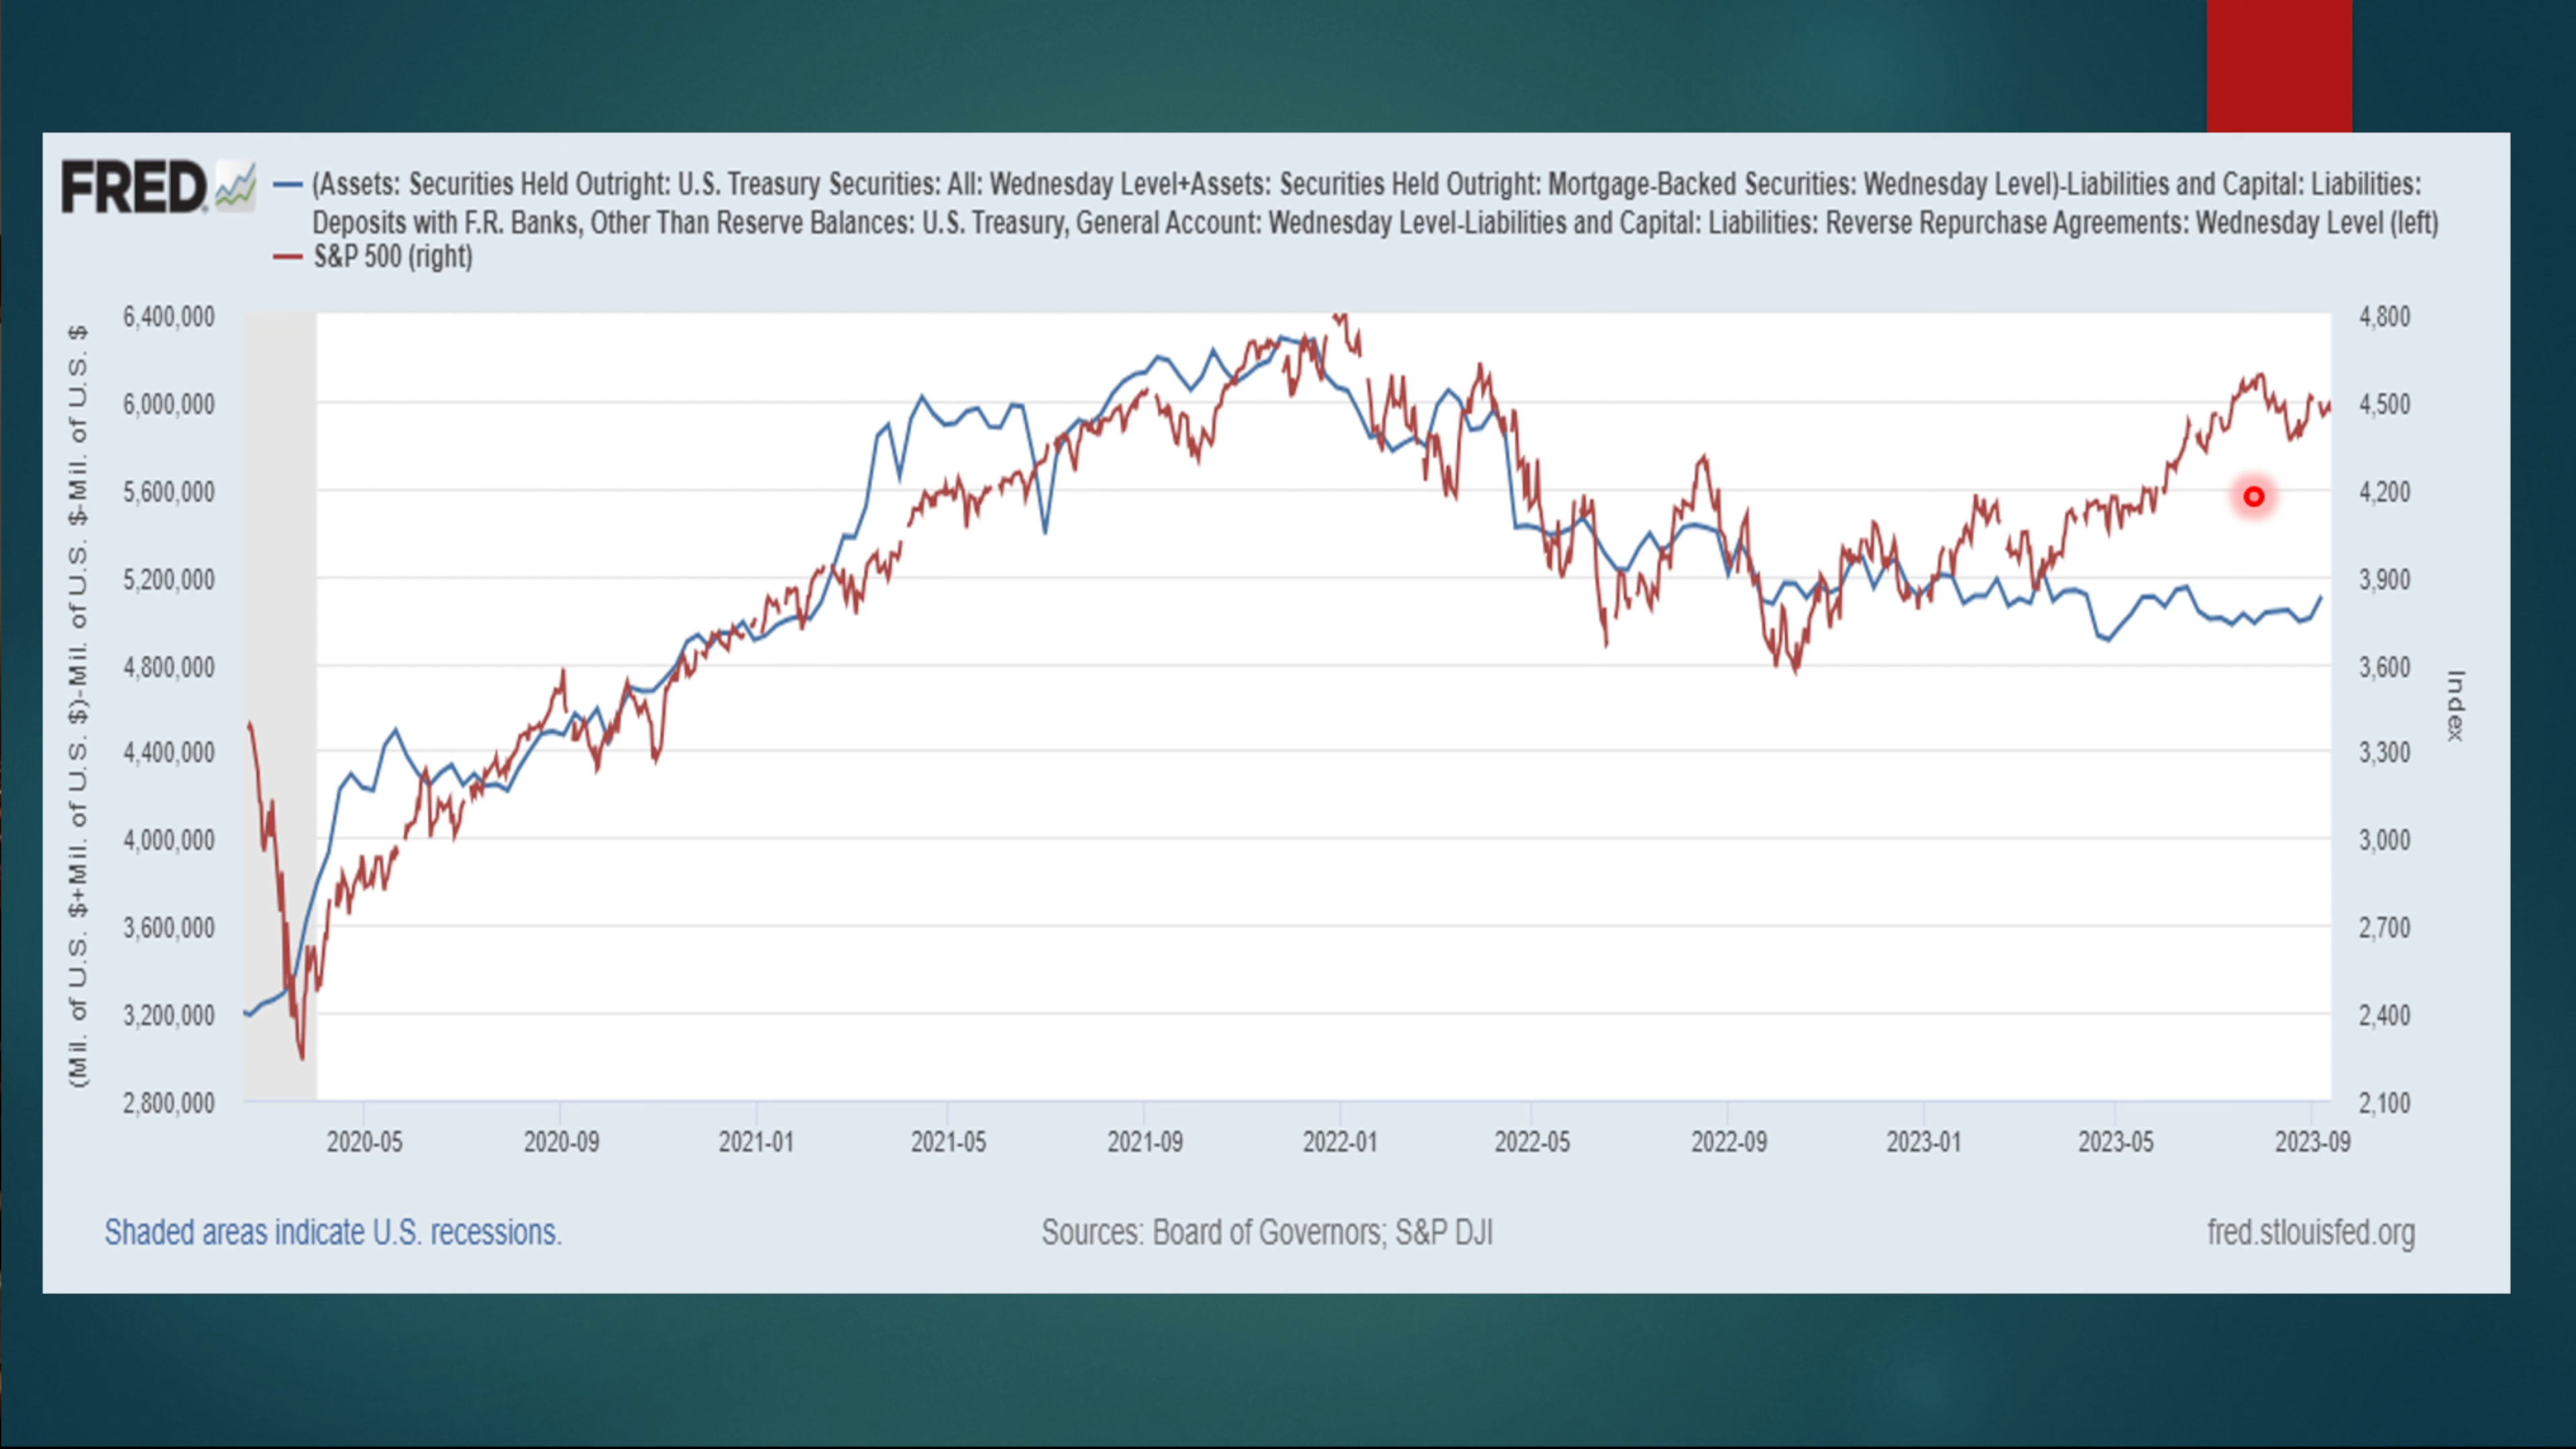 FRED
(Assets: Securities Held Outright: U.S. Treasury Securities: All: Wednesday Level+Assets: Securities Held Outright: Mortgage-Backed Securities: Wednesday Level)-Liabilities and Capital: Liabilities:
Deposits with F.R. Banks, Other Than Reserve Balances: U.S. Treasury, General Account: Wednesday Level-Liabilities and Capital: Liabilities: Reverse Repurchase Agreements: Wednesday Level (left)
S&P 500 (right)
(Mil. of U.S. $+Mil. of U.S. $)-Mil. of U.S. $-Mil. of U.S. $
6,400,000
6,000,000
5,600,000
5,200,000
4,800,000
4,400,000
4,000,000
3,600,000
3,200,000
2,800,000
4,800
4,500
4,200
3,900
3,600
3,300
3,000
2,700
2,400
2,100
Index
2020-05 2020-09 2021-01 2021-05 2021-09 2022-01 2022-05 2022-09 2023-01 2023-05 2023-09
Shaded areas indicate U.S. recessions.
Sources: Board of Governors; S&P DJI
fred.stlouisfed.org